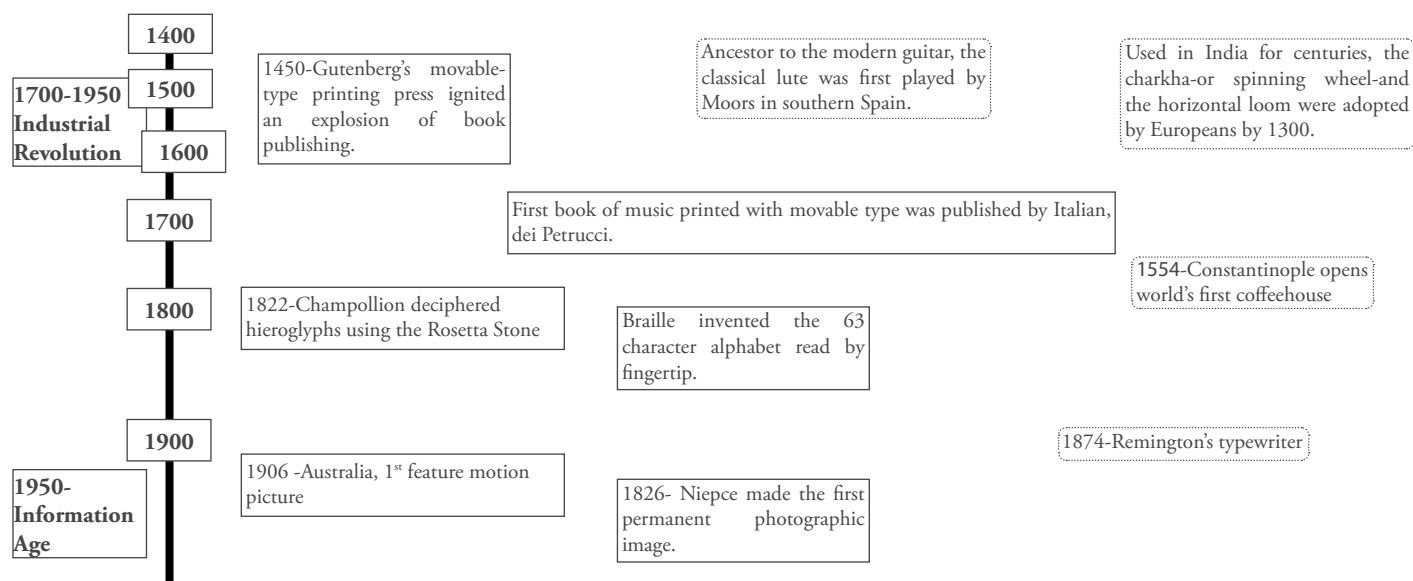 1400
1500
1600
1700
1800
1900
1700-1950
Industrial
Revolution
1950-
Information
Age
1450-Gutenberg's movable-
type printing press ignited
an explosion of book
publishing.
Ancestor to the modern guitar, the
classical lute was first played by
Moors in southern Spain.
Used in India for centuries, the
charkha-or spinning wheel-and
the horizontal loom were adopted
by Europeans by 1300.
First book of music printed with movable type was published by Italian,
dei Petrucci.
1554-Constantinople opens
world's first coffeehouse
1822-Champollion deciphered
hieroglyphs using the Rosetta Stone
Braille invented the 63
character alphabet read by
fingertip.
1874-Remington's typewriter
1906 -Australia, 1st feature motion
picture
1826- Niepce made the first
permanent photographic
image.